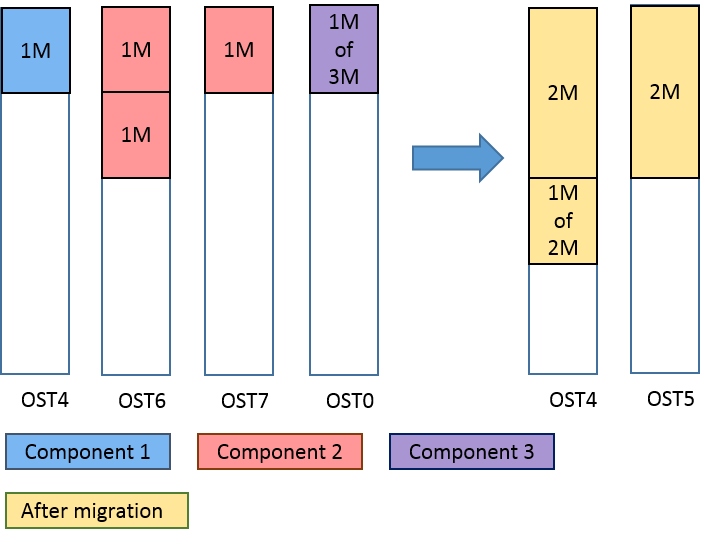 1M
1M
1M
1M
of
3M
1M
2M
2M
1M
of
2M
OST4
OST6
OST7
OST0
OST4
OST5
Component 1
Component 2
Component 3
After migration